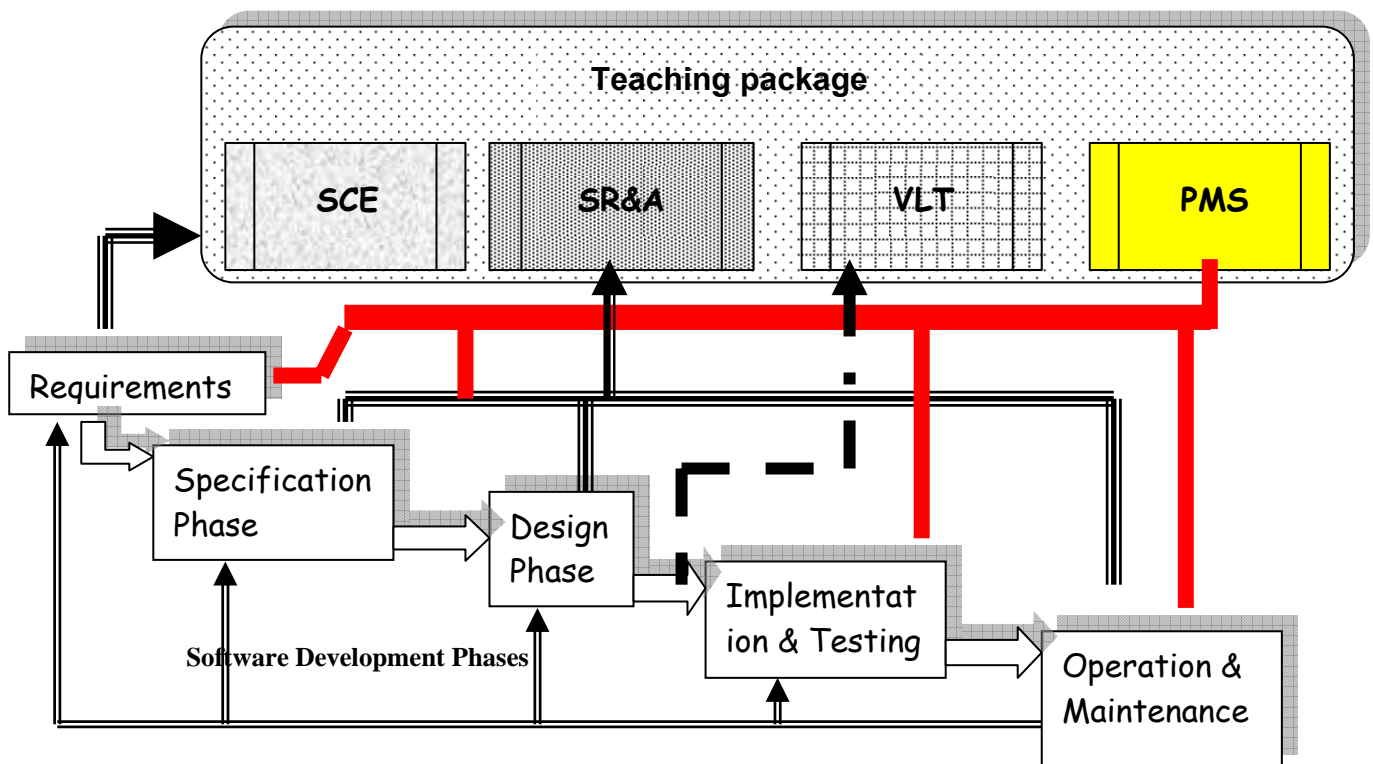 Teaching package
SCE
SR&A
VLT
PMS
Requirements
Specification
Phase
Design
Phase
Implementat
ion & Testing
Software Development Phases
Operation &
Maintenance